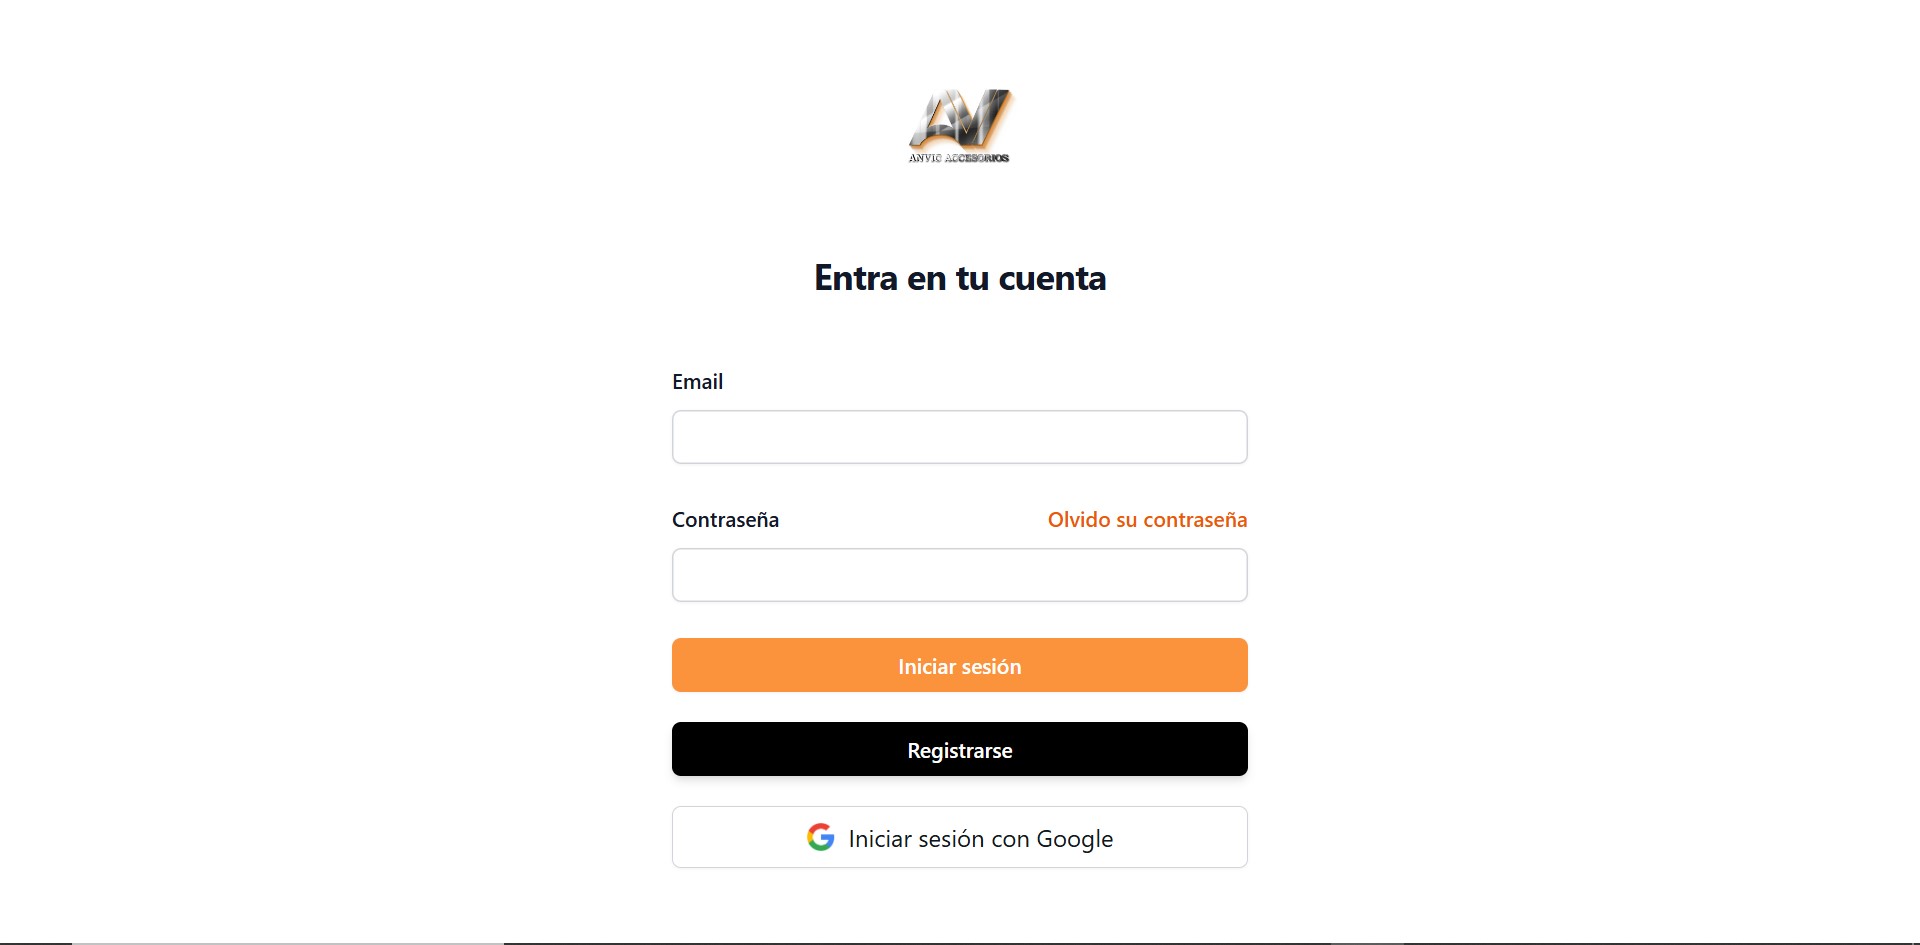 AV
ANVIC ACCESORIOS
Entra en tu cuenta
Email
Contraseña
Olvido su contraseña
Iniciar sesión
Registrarse
Iniciar sesión con Google